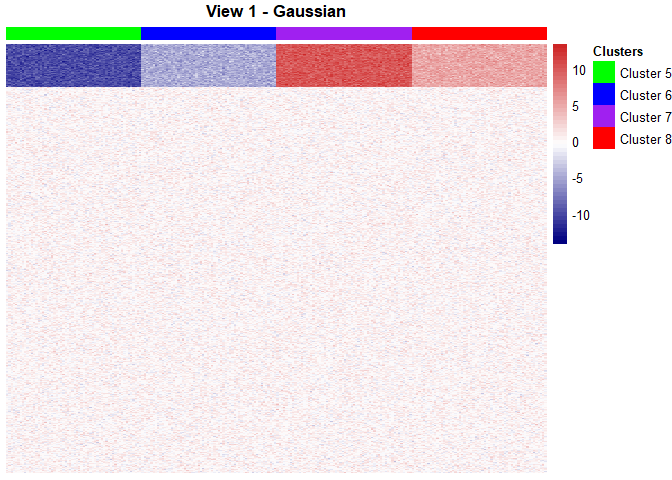 View 1 - Gaussian
10
5
0
-5
-10
Clusters
Cluster 5
Cluster 6
Cluster 7
Cluster 8